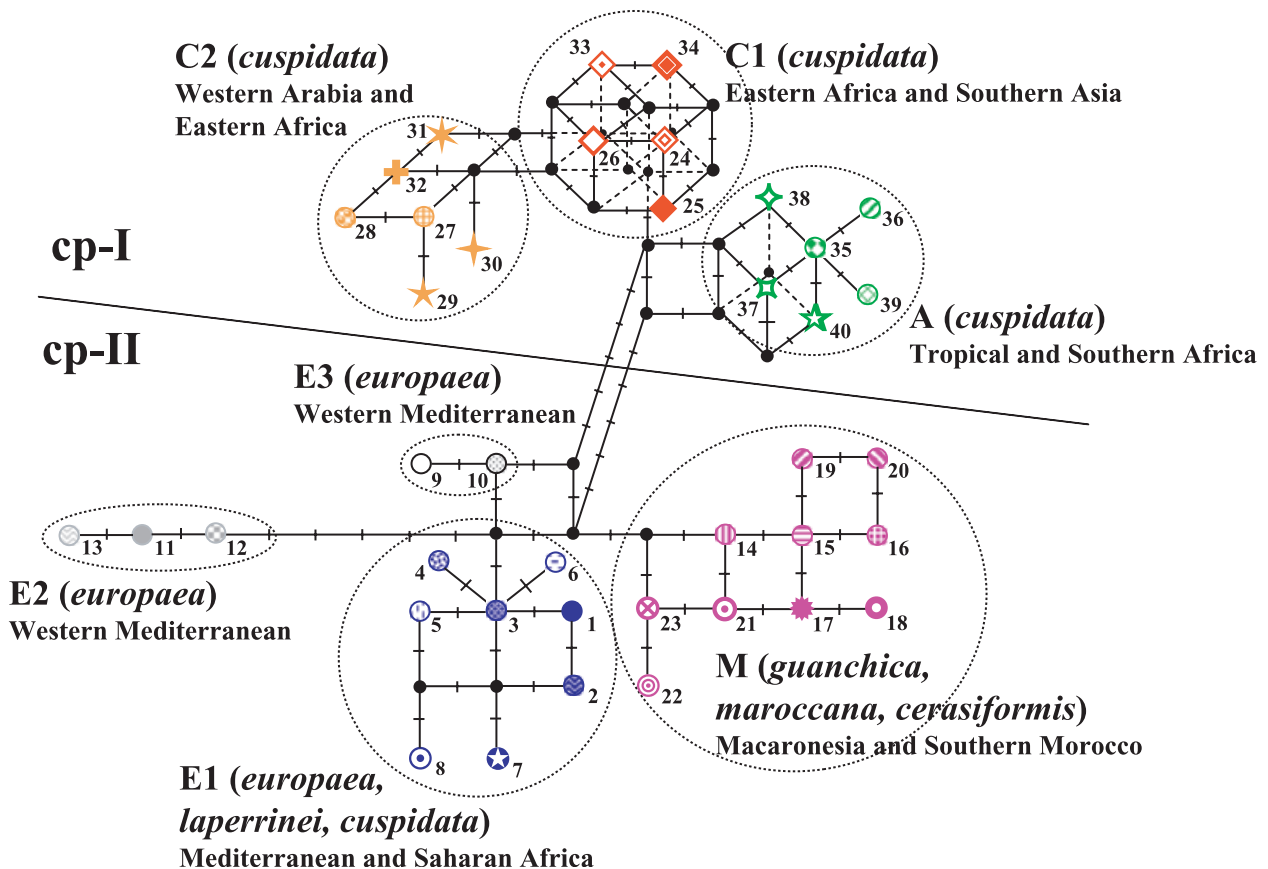 C2 (cuspidata)
Western Arabia and
Eastern Africa
C1 (cuspidata)
Eastern Africa and Southern Asia
33
34
31
32
26
24
25
28
27
30
29
38
36
35
37
39
40
A (cuspidata)
Tropical and Southern Africa
cp-I
cp-II
E3 (europaea)
Western Mediterranean
9
10
19
20
13
11
12
14
15
16
E2 (europaea)
Western Mediterranean
4
6
5
3
1
2
8
7
23
21
17
18
22
M (guanchica,
maroccana, cerasiformis)
Macaronesia and Southern Morocco
E1 (europaea,
laperrinei, cuspidata)
Mediterranean and Saharan Africa